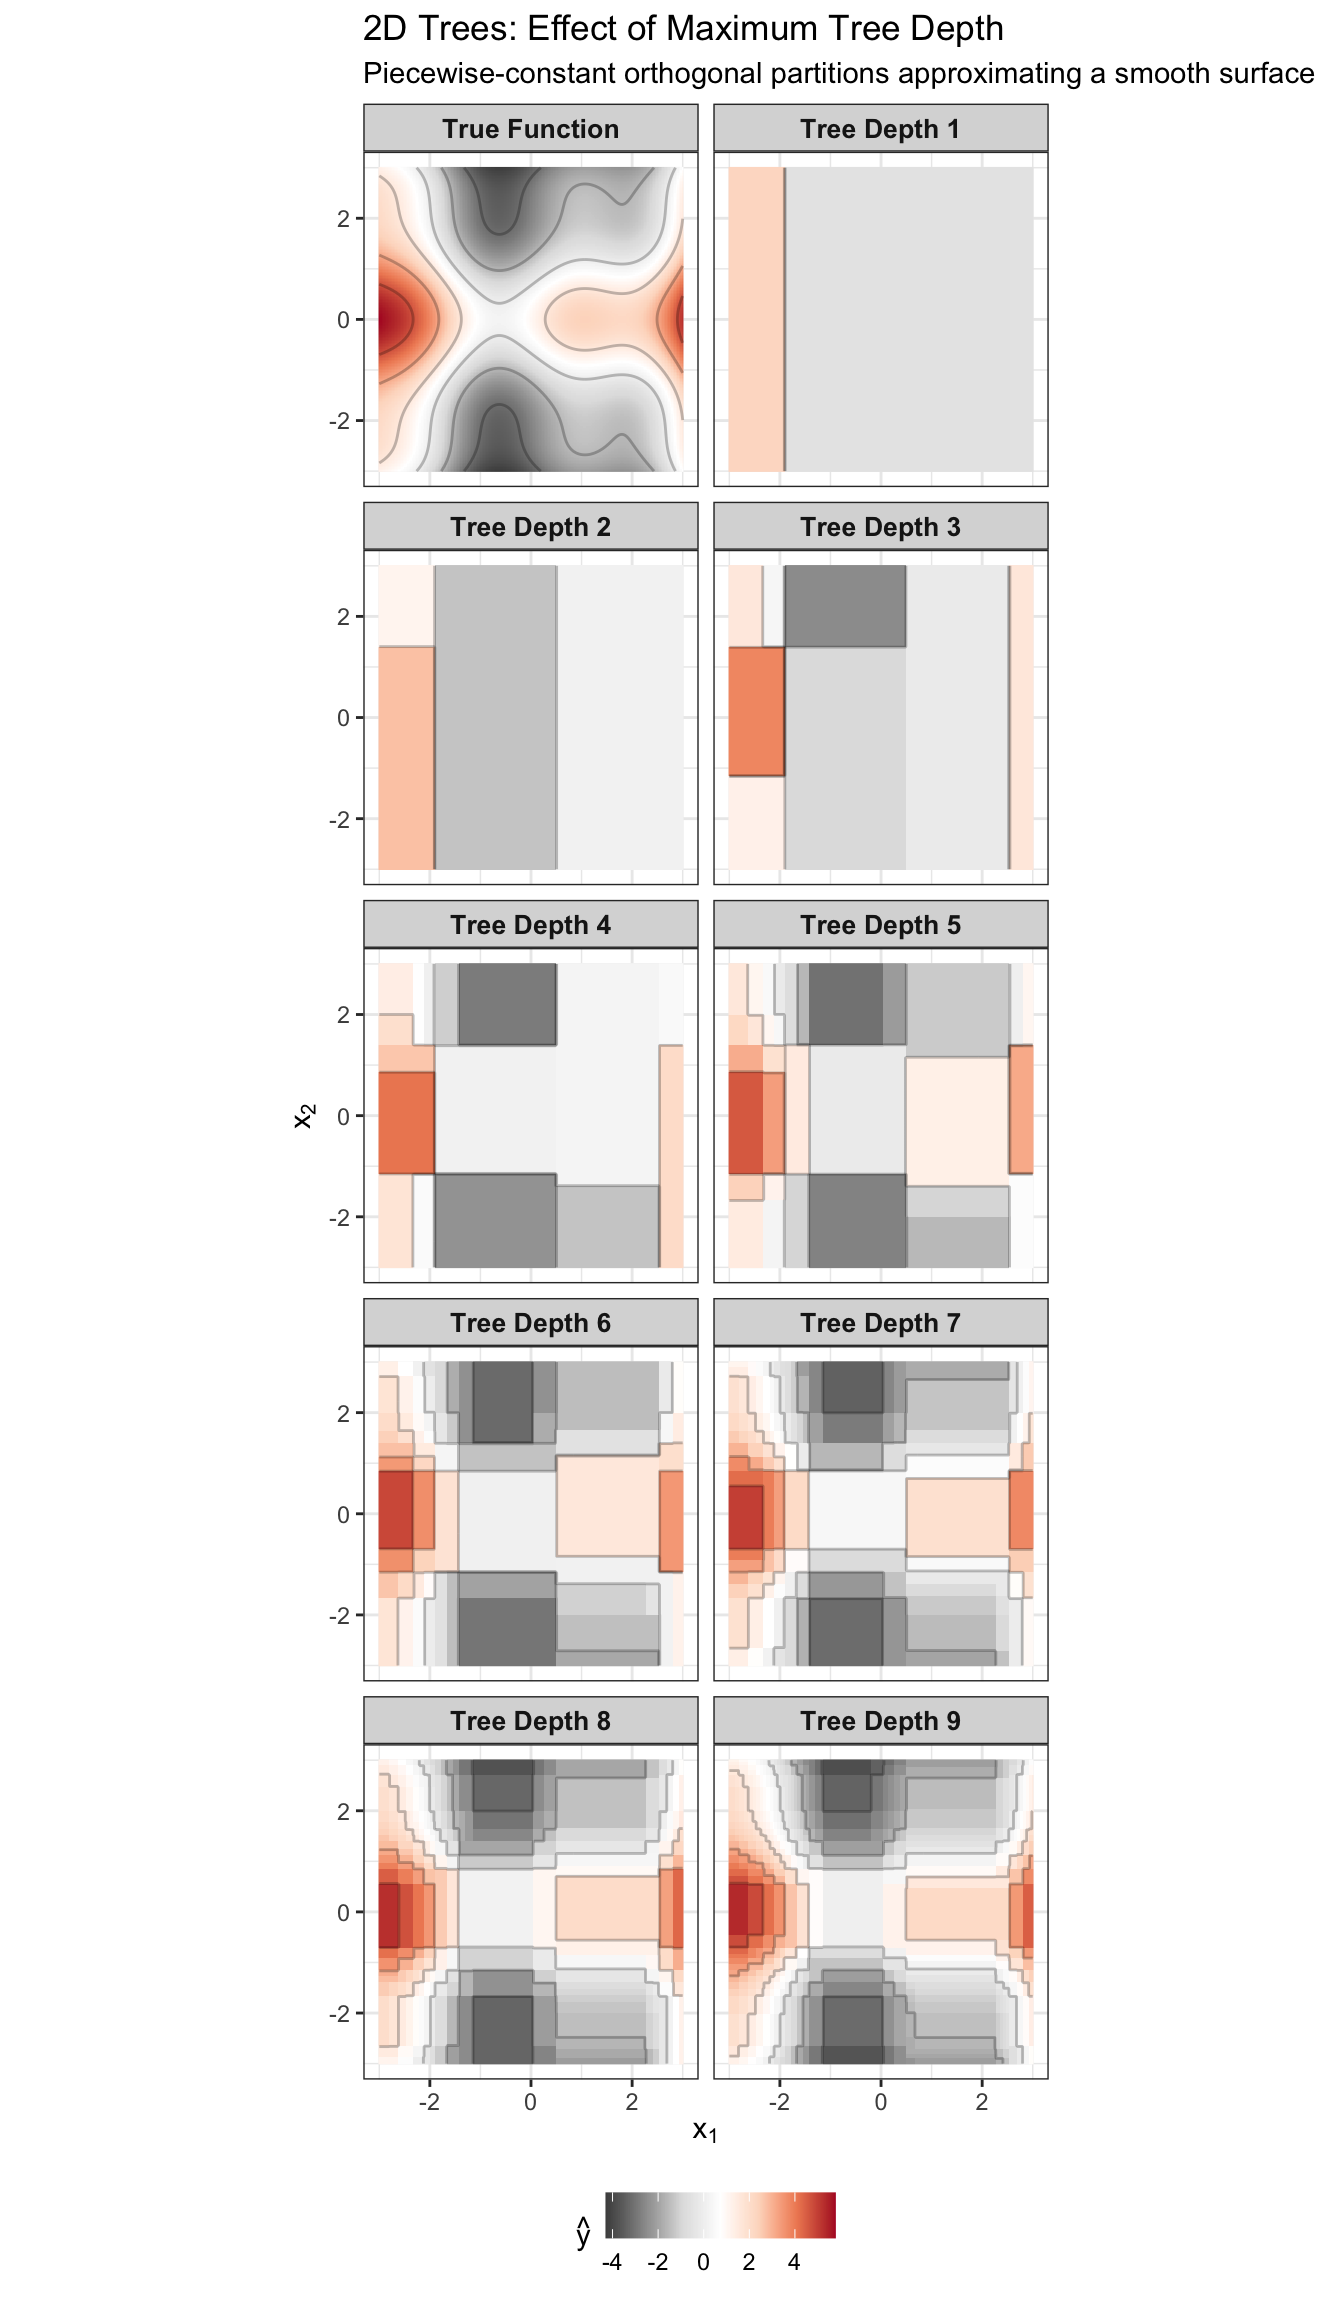 2D Trees: Effect of Maximum Tree Depth
Piecewise-constant orthogonal partitions approximating a smooth surface
True Function
Tree Depth 1
2
0
-2
Tree Depth 2
Tree Depth 3
2
0
-2
Tree Depth 4
Tree Depth 5
2
0
-2
x₂
Tree Depth 6
Tree Depth 7
2
0
-2
Tree Depth 8
Tree Depth 9
2
0
-2
-2 0 2 -2 0 2
x₁
ŷ
-4 -2 0 2 4